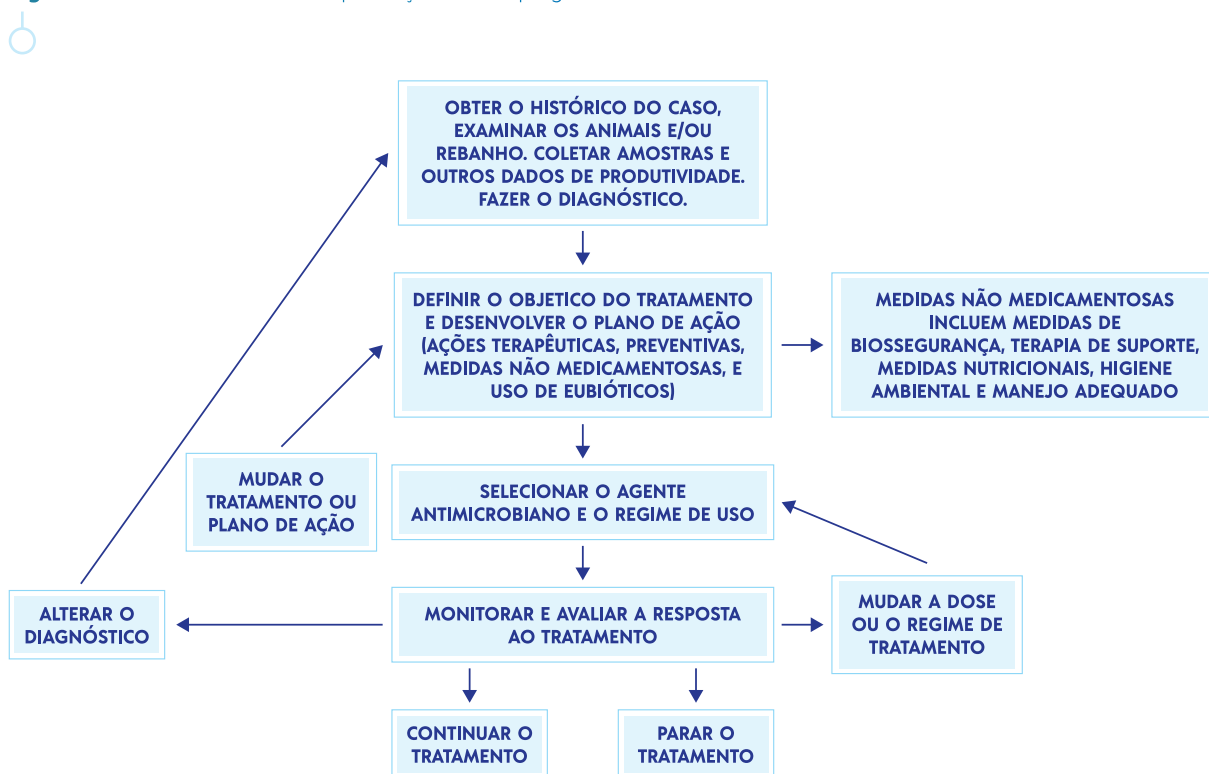 OBTER O HISTÓRICO DO CASO,
EXAMINAR OS ANIMAIS E/OU
REBANHO. COLETAR AMOSTRAS E
OUTROS DADOS DE PRODUTIVIDADE.
FAZER O DIAGNÓSTICO.
DEFINIR O OBJETICO DO TRATAMENTO
E DESENVOLVER O PLANO DE AÇÃO
(AÇÕES TERAPÊUTICAS, PREVENTIVAS,
MEDIDAS NÃO MEDICAMENTOSAS, E
USO DE EUBIÓTICOS)
MEDIDAS NÃO MEDICAMENTOSAS
INCLUEM MEDIDAS DE
BIOSSEGURANÇA, TERAPIA DE SUPORTE,
MEDIDAS NUTRICIONAIS, HIGIENE
AMBIENTAL E MANEJO ADEQUADO
MUDAR O
TRATAMENTO OU
PLANO DE AÇÃO
SELECIONAR O AGENTE
ANTIMICROBIANO E O REGIME DE USO
ALTERAR O
DIAGNÓSTICO
MONITORAR E AVALIAR A RESPOSTA
AO TRATAMENTO
MUDAR A DOSE
OU O REGIME DE
TRATAMENTO
CONTINUAR O
TRATAMENTO
PARAR O
TRATAMENTO